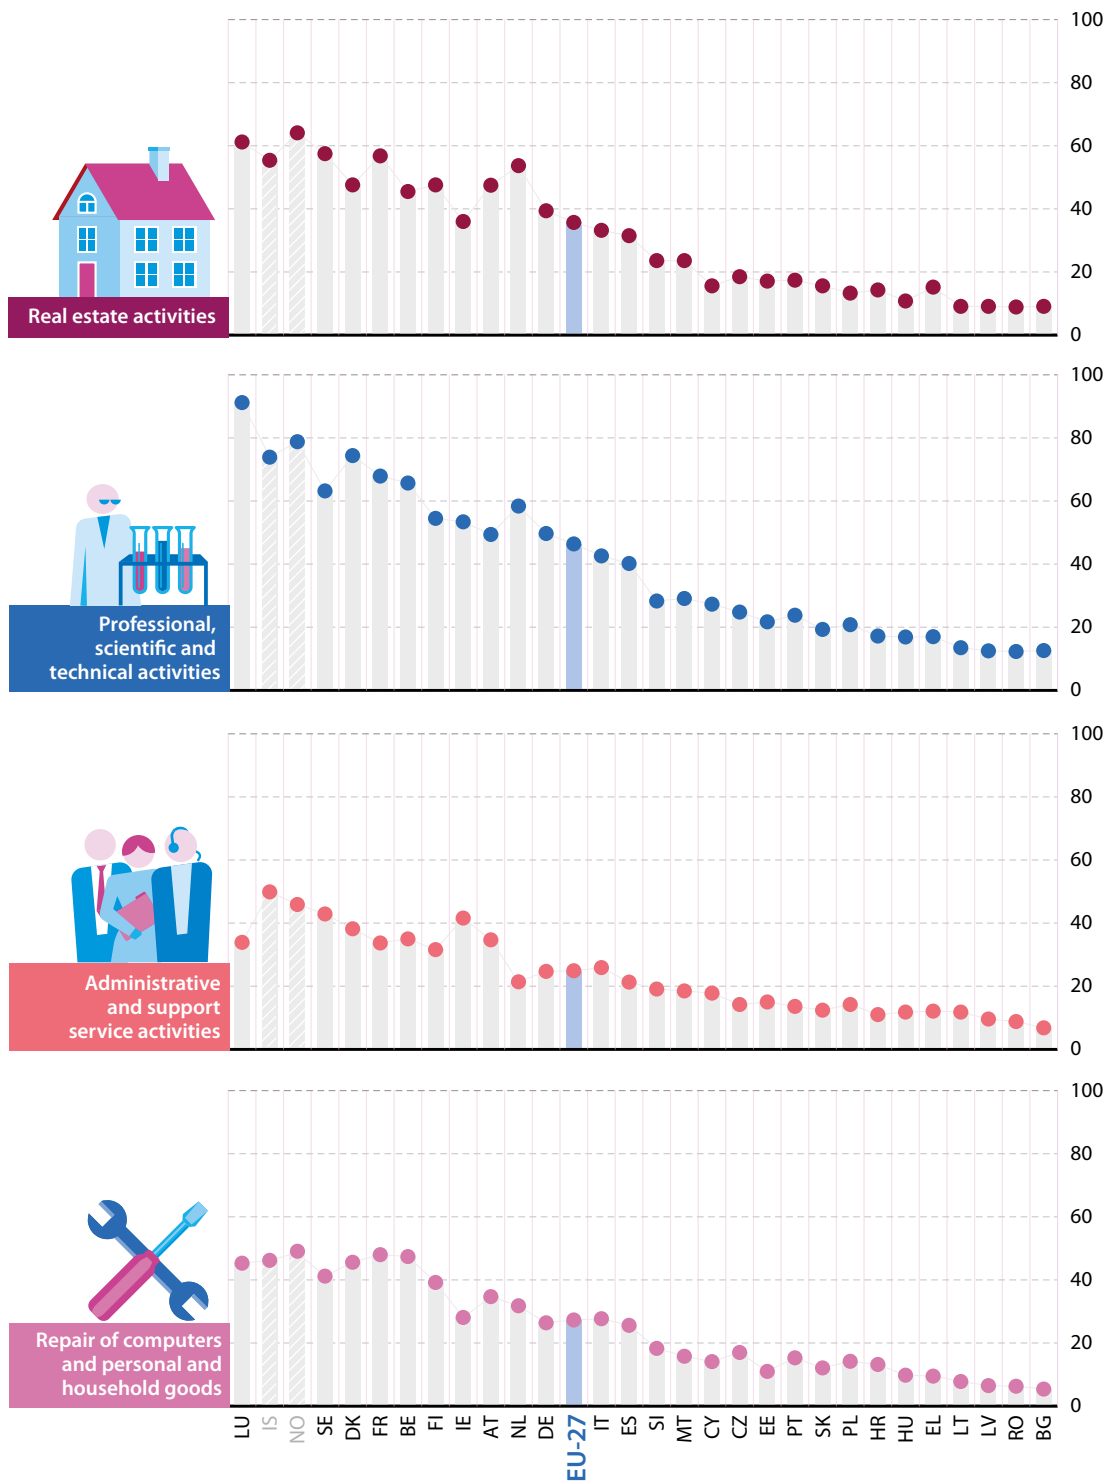 100
80
60
40
20
0
Real estate activities
100
80
60
40
20
0
Professional,
scientific and
technical activities
100
80
60
40
20
0
Administrative
and support
service activities
100
80
60
40
20
0
Repair of computers
and personal and
household goods
LU
IS
NO
SE
DK
FR
BE
FI
IE
AT
NL
DE
EU-27
IT
ES
SI
MT
CY
CZ
EE
PT
SK
PL
HR
HU
EL
LT
LV
RO
BG